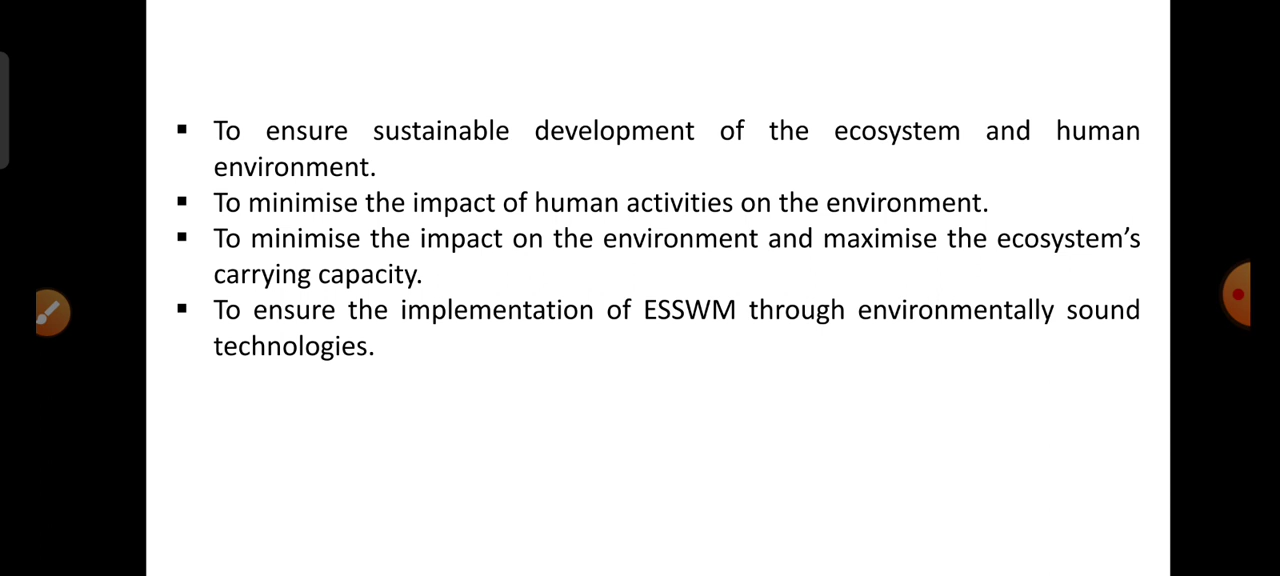 ▪ To ensure sustainable development of the ecosystem and human
environment.
▪ To minimise the impact of human activities on the environment.
▪ To minimise the impact on the environment and maximise the ecosystem’s
carrying capacity.
▪ To ensure the implementation of ESSWM through environmentally sound
technologies.